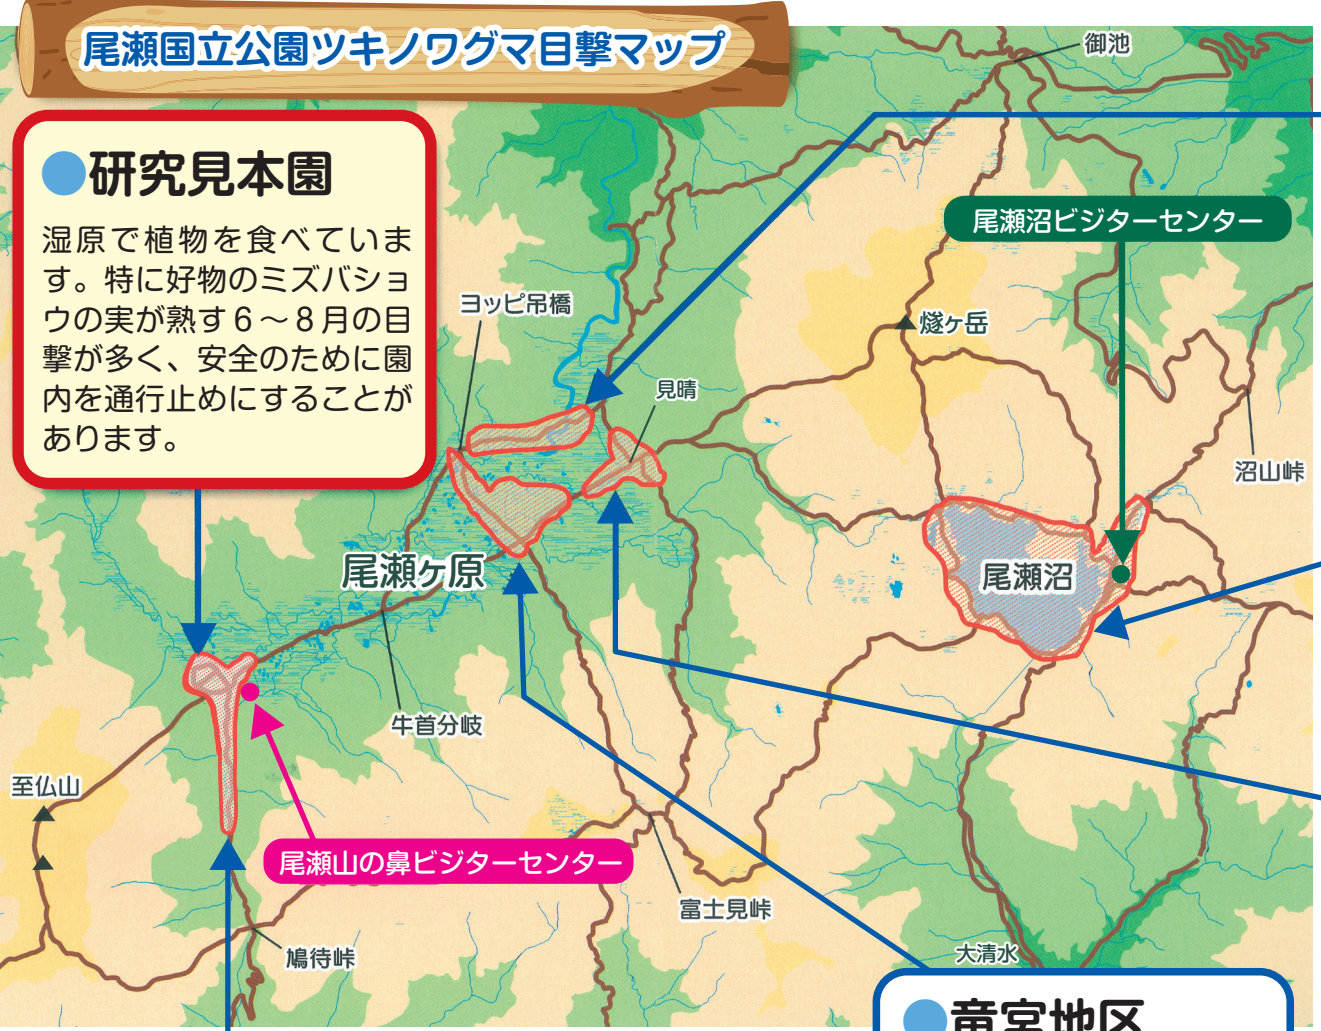 尾瀬国立公園ツキノワグマ目撃マップ
御池
●研究見本園
湿原で植物を食べていま
す。特に好物のミズバショ
ウの実が熟す6~8月の目
撃が多く、安全のために園
内を通行止めにすることが
あります。
尾瀬沼ビジターセンター
ヨッピ吊橋
燧ヶ岳
見晴
沼山峠
尾瀬ヶ原
尾瀬沼
牛首分岐
至仏山
尾瀬山の鼻ビジターセンター
富士見峠
鳩待峠
大清水
●竜宮地区